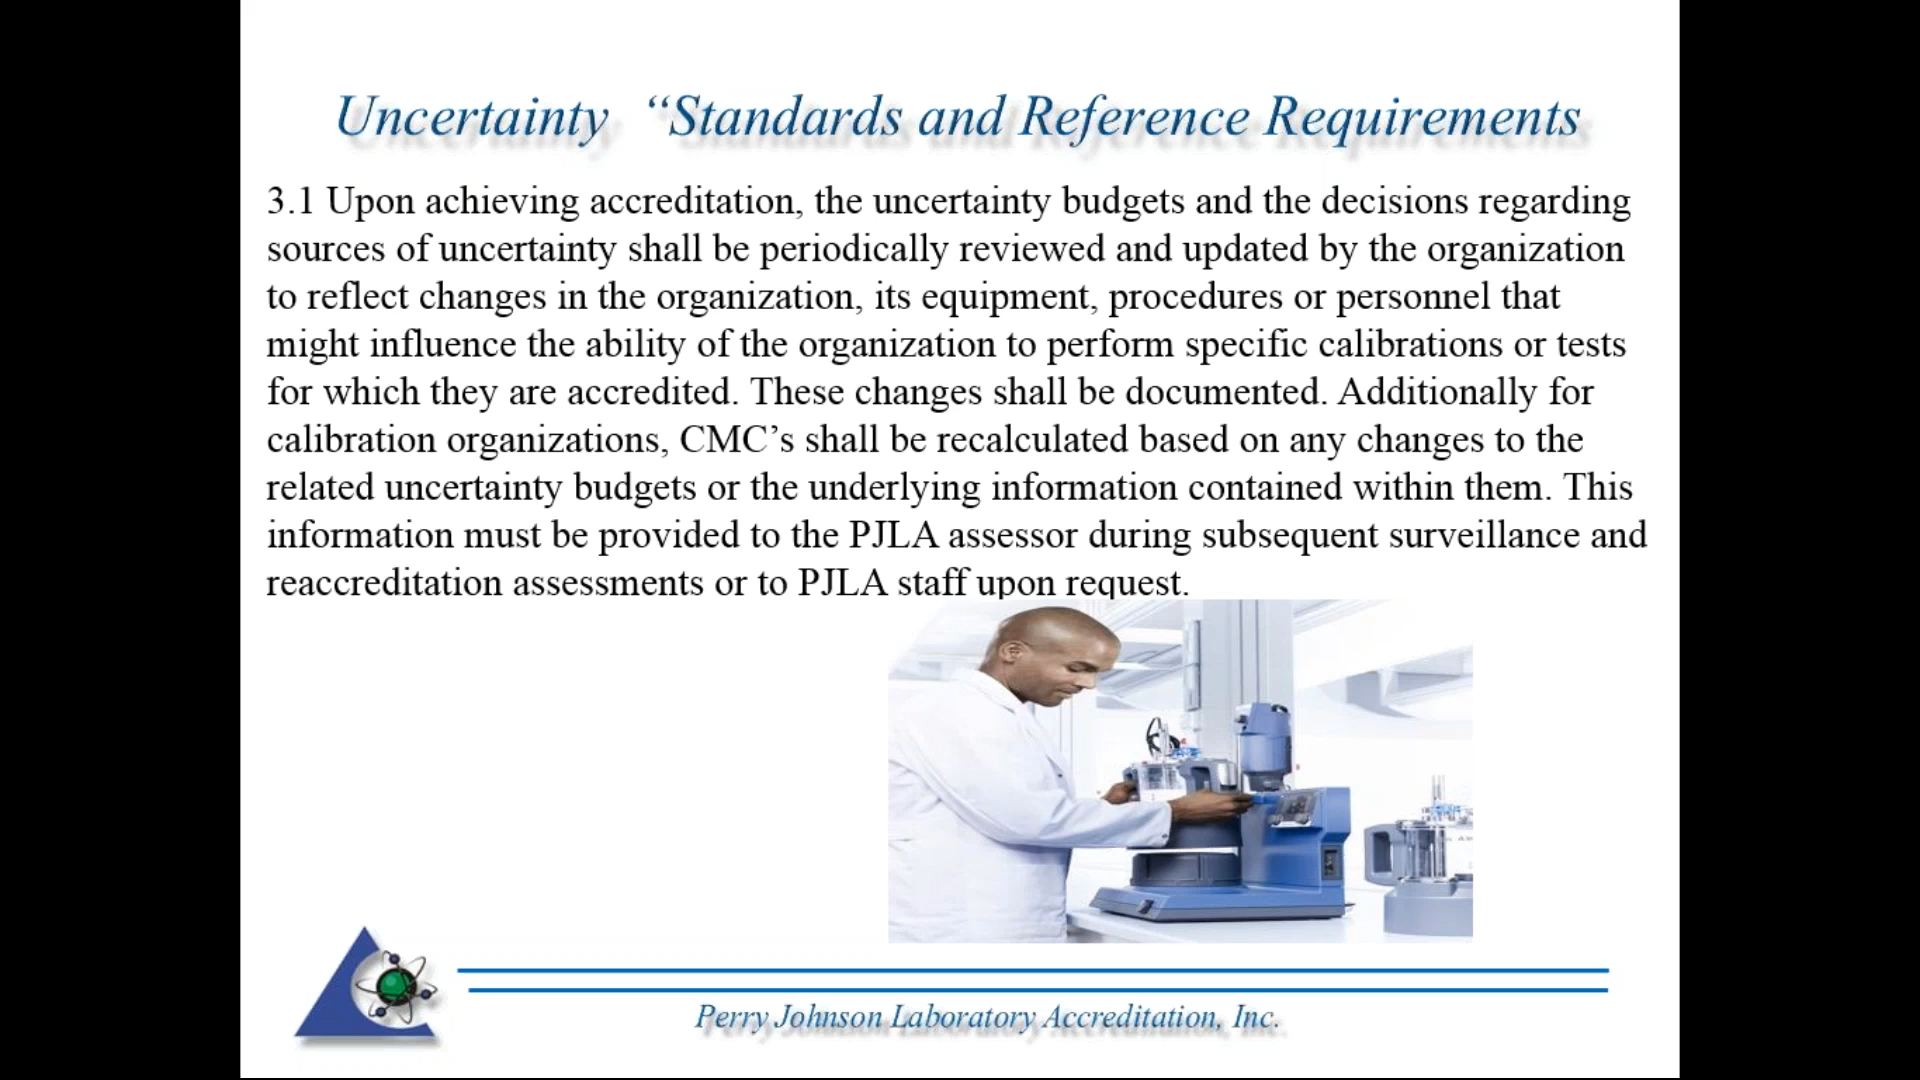 Uncertainty “Standards and Reference Requirements
3.1 Upon achieving accreditation, the uncertainty budgets and the decisions regarding
sources of uncertainty shall be periodically reviewed and updated by the organization
to reflect changes in the organization, its equipment, procedures or personnel that
might influence the ability of the organization to perform specific calibrations or tests
for which they are accredited. These changes shall be documented. Additionally for
calibration organizations, CMC’s shall be recalculated based on any changes to the
related uncertainty budgets or the underlying information contained within them. This
information must be provided to the PJLA assessor during subsequent surveillance and
reaccreditation assessments or to PJLA staff upon request.
Perry Johnson Laboratory Accreditation, Inc.